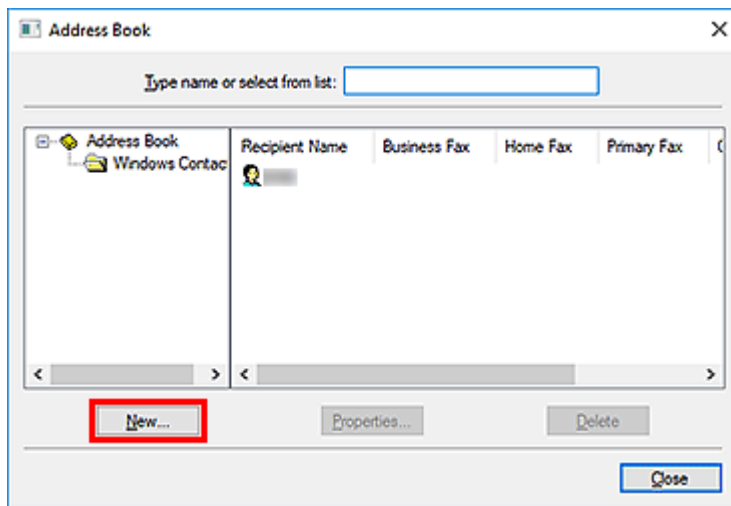 Address Book
Type name or select from list:
Address Book
Windows Contac
Recipient Name Business Fax Home Fax Primary Fax
New... Properties... Delete
Close